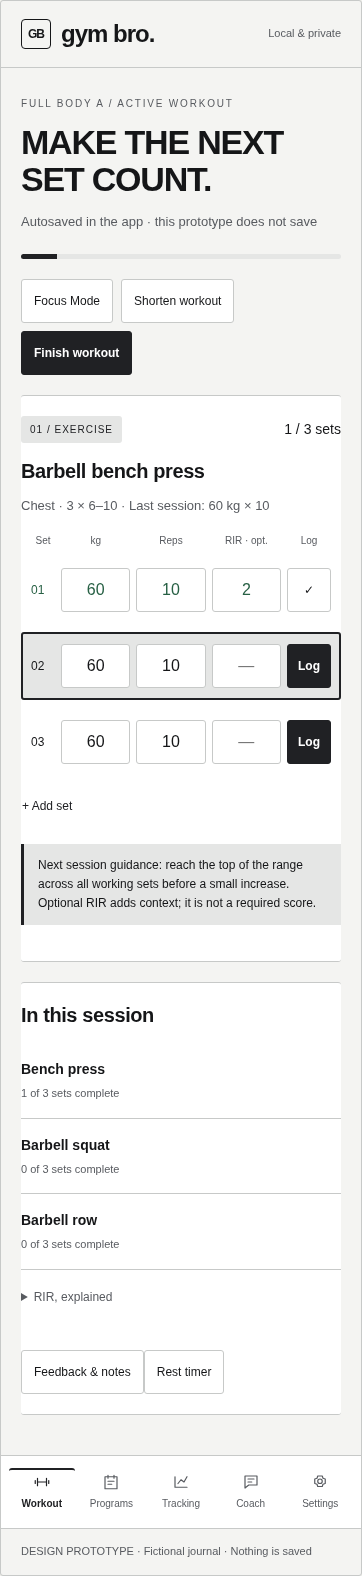 GB gym bro. Local & private
FULL BODY A / ACTIVE WORKOUT
MAKE THE NEXT
SET COUNT.
Autosaved in the app · this prototype does not save
Focus Mode Shorten workout
Finish workout
01 / EXERCISE 1 / 3 sets
Barbell bench press
Chest · 3 × 6–10 · Last session: 60 kg × 10
Set kg Reps RIR · opt. Log
01 60 10 2 ✓
02 60 10 — Log
03 60 10 — Log
+ Add set
Next session guidance: reach the top of the range
across all working sets before a small increase.
Optional RIR adds context; it is not a required score.
In this session
Bench press
1 of 3 sets complete
Barbell squat
0 of 3 sets complete
Barbell row
0 of 3 sets complete
RIR, explained
Feedback & notes Rest timer
Workout Programs Tracking Coach Settings
DESIGN PROTOTYPE · Fictional journal · Nothing is saved